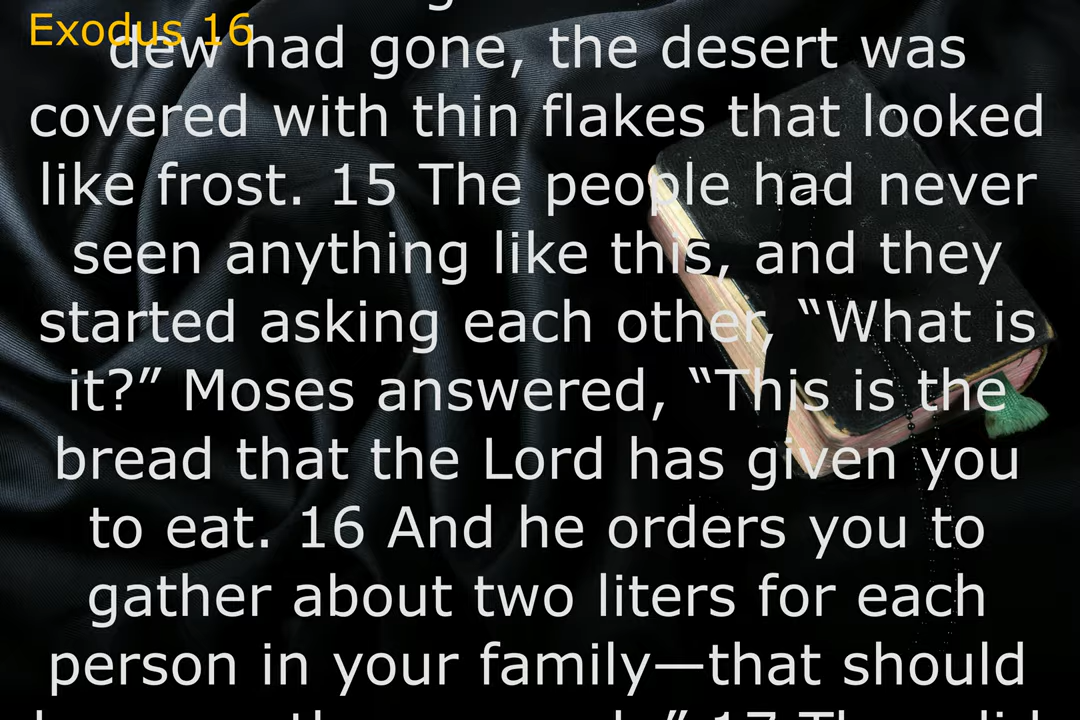 Exodus 16
dew had gone, the desert was
covered with thin flakes that looked
like frost. 15 The people had never
seen anything like this, and they
started asking each other, “What is
it?” Moses answered, “This is the
bread that the Lord has given you
to eat. 16 And he orders you to
gather about two liters for each
person in your family—that should
17